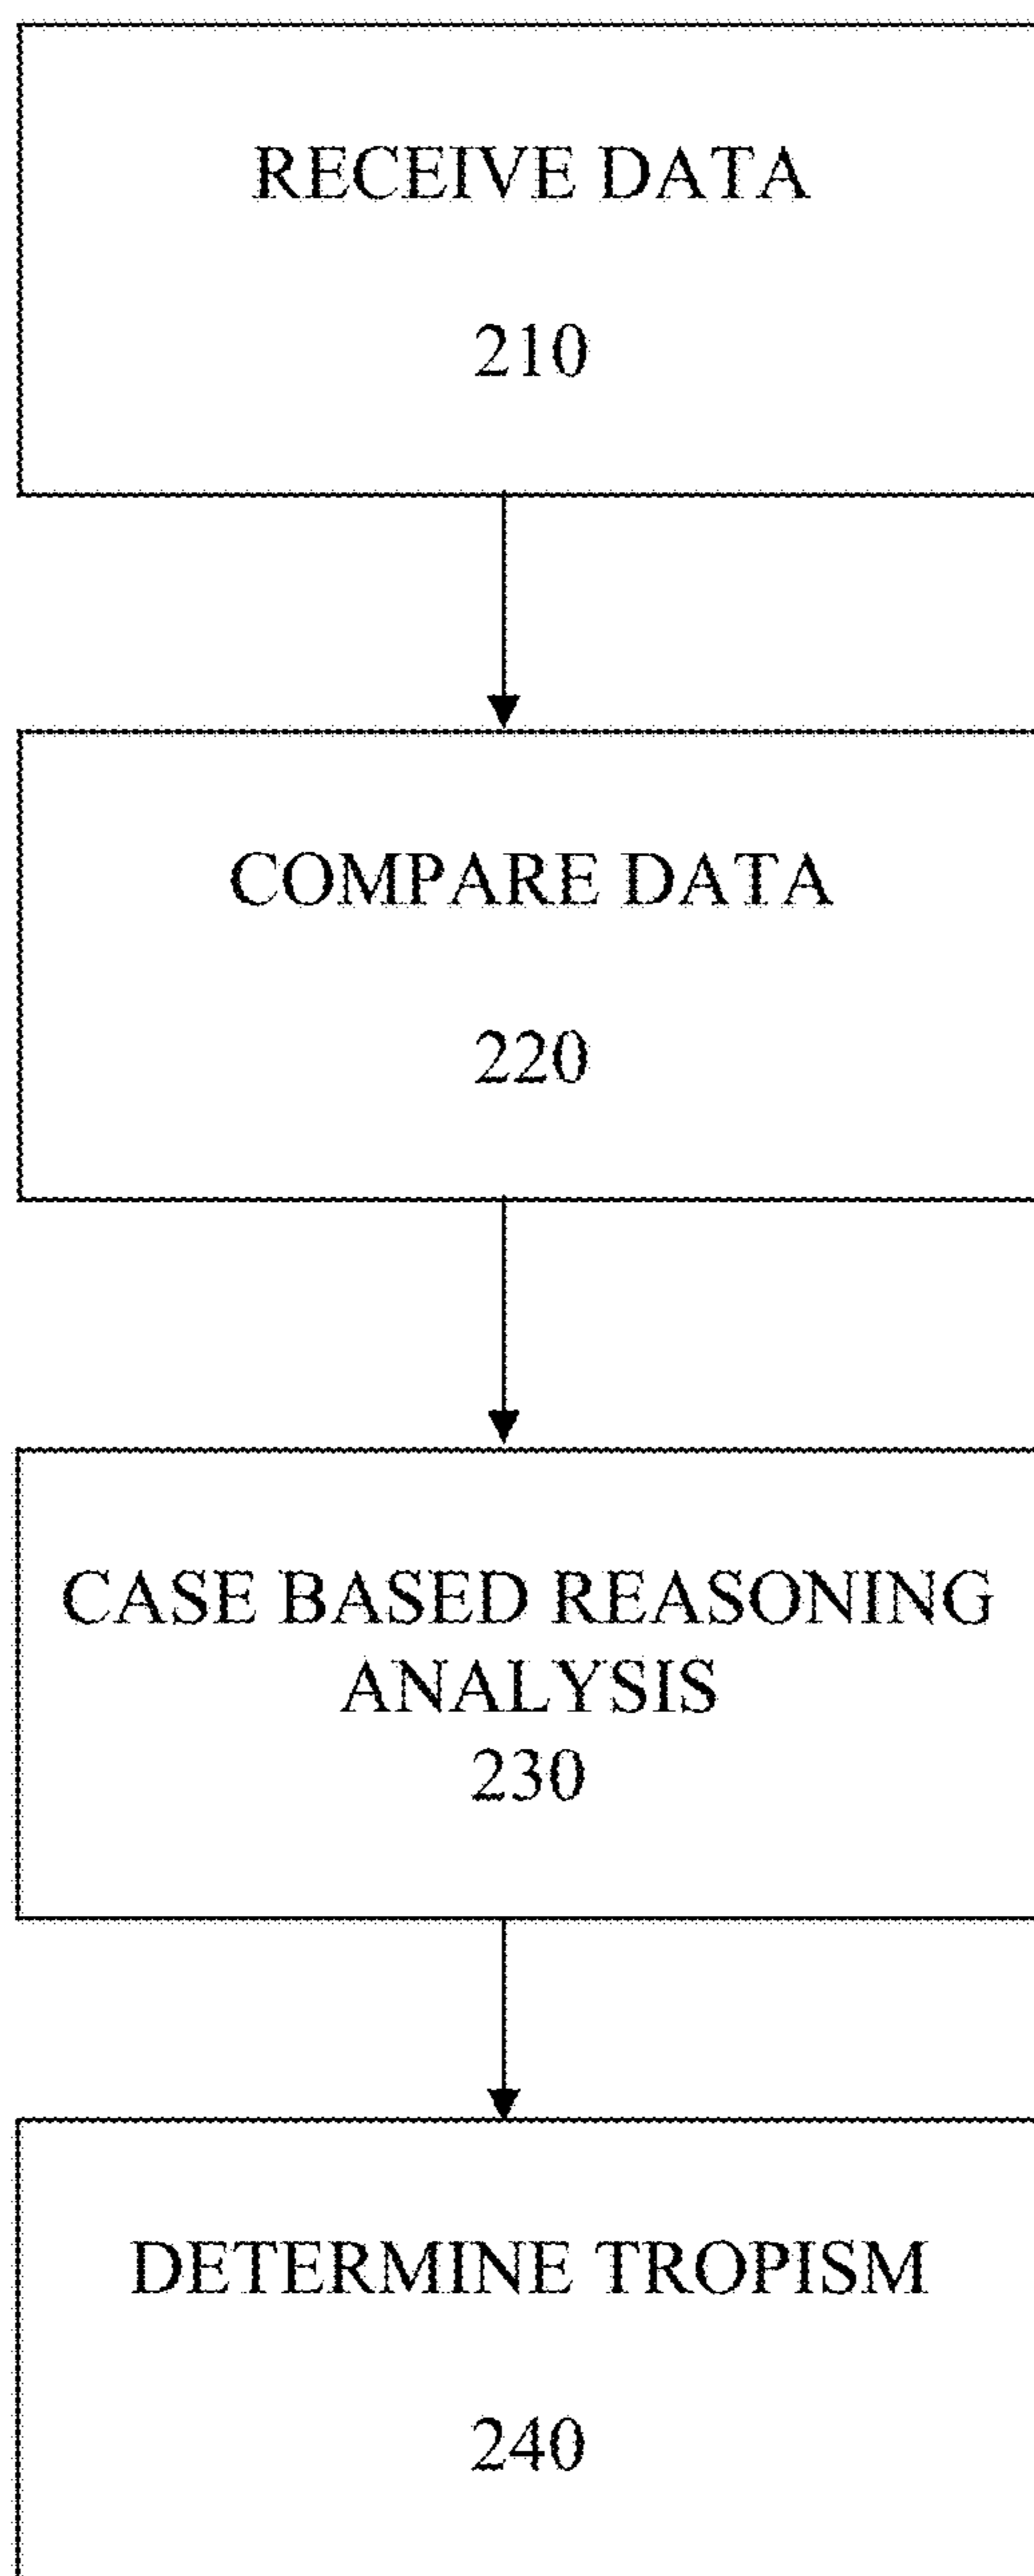 RECEIVE DATA
210
COMPARE DATA
220
CASE BASED REASONING
ANALYSIS
230
DETERMINE TROPISM
240